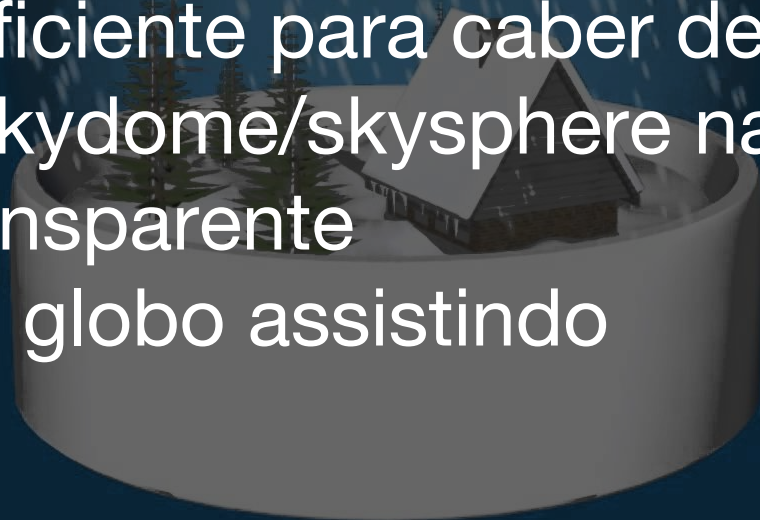 ficiente para caber de
kydome/skysphere na
nsparente
globo assistindo